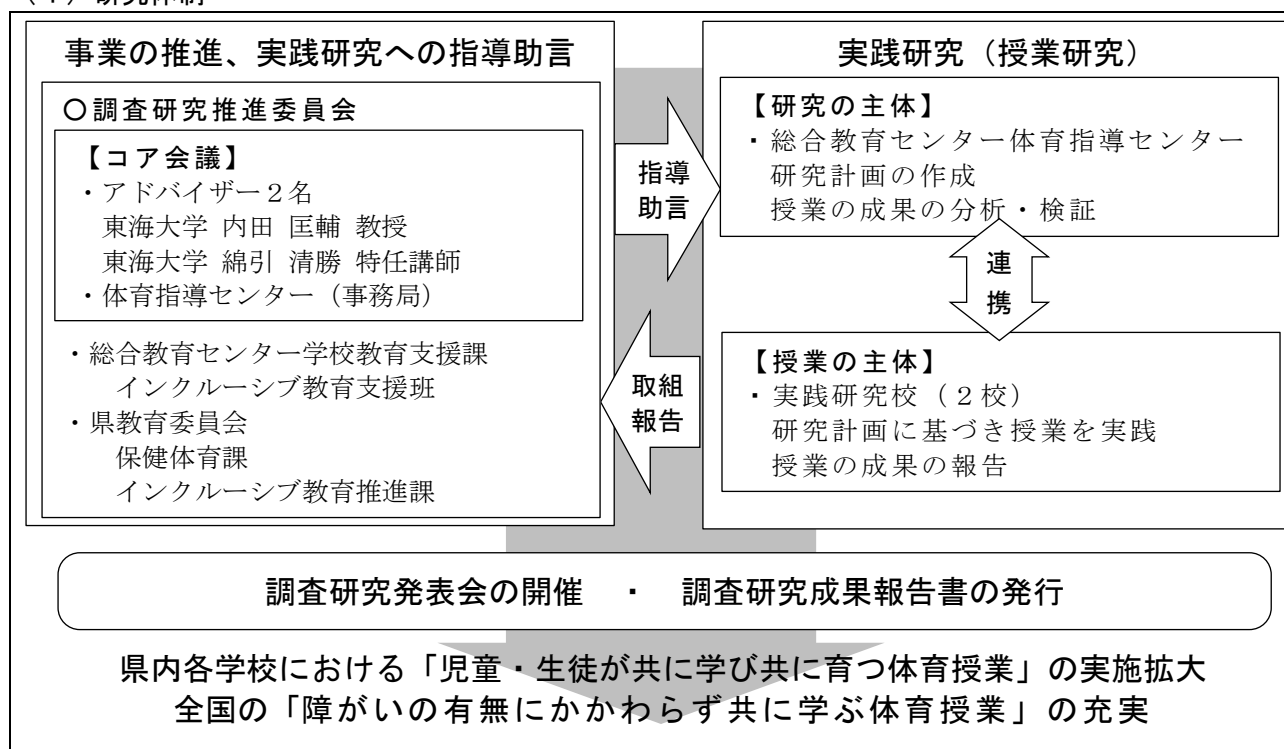 事業の推進、実践研究への指導助言
〇調査研究推進委員会
【コア会議】
・アドバイザー２名
東海大学 内田 匡輔 教授
東海大学 綿引 清勝 特任講師
・体育指導センター（事務局）
・総合教育センター学校教育支援課
インクルーシブ教育支援班
・県教育委員会
保健体育課
インクルーシブ教育推進課
指導
助言
取組
報告
実践研究（授業研究）
【研究の主体】
・総合教育センター体育指導センター
研究計画の作成
授業の成果の分析・検証
連
携
【授業の主体】
・実践研究校（２校）
研究計画に基づき授業を実践
授業の成果の報告
調査研究発表会の開催　・　調査研究成果報告書の発行
県内各学校における「児童・生徒が共に学び共に育つ体育授業」の実施拡大
全国の「障がいの有無にかかわらず共に学ぶ体育授業」の充実